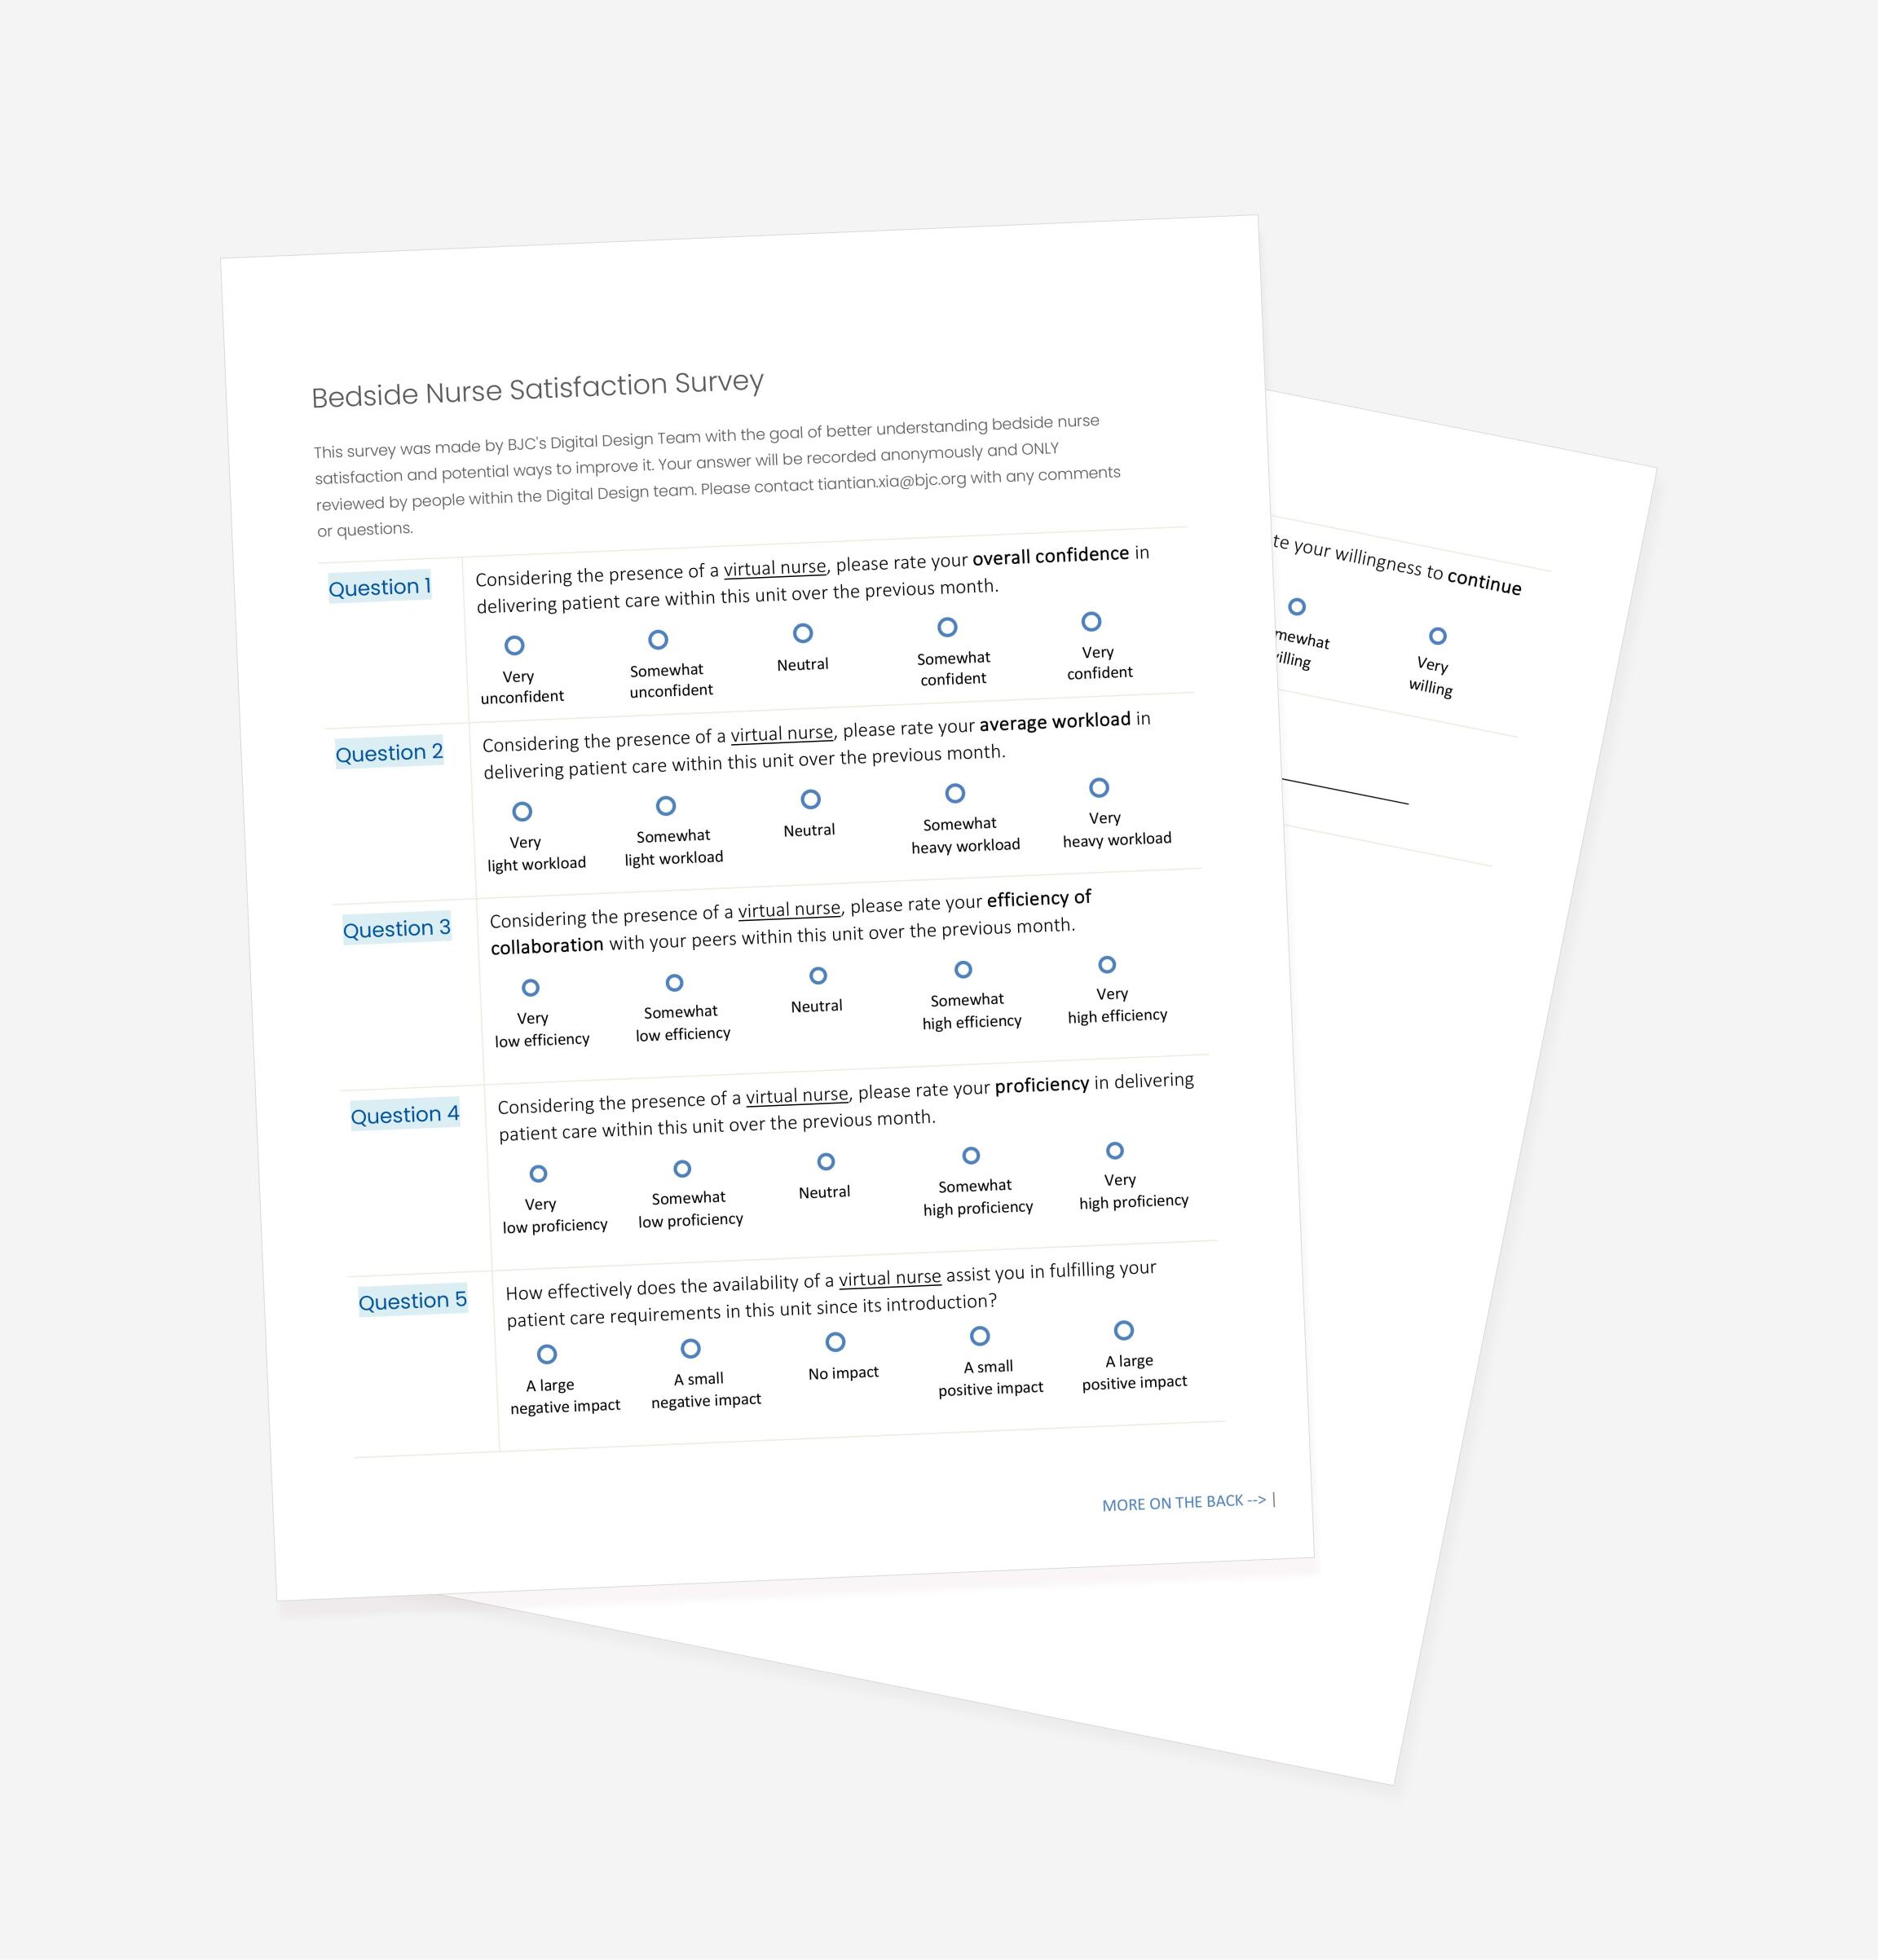 Bedside Nurse Satisfaction Survey
This survey was made by BJC's Digital Design Team with the goal of better understanding bedside nurse
satisfaction and potential ways to improve it. Your answer will be recorded anonymously and ONLY
reviewed by people within the Digital Design team. Please contact tiantian.xia@bjc.org with any comments
or questions.
Question 1
Considering the presence of a virtual nurse, please rate your overall confidence in
delivering patient care within this unit over the previous month.
Very
unconfident
Somewhat
unconfident
Neutral
Somewhat
confident
Very
confident
Question 2
Considering the presence of a virtual nurse, please rate your average workload in
delivering patient care within this unit over the previous month.
Very
light workload
Somewhat
light workload
Neutral
Somewhat
heavy workload
Very
heavy workload
Question 3
Considering the presence of a virtual nurse, please rate your efficiency of
collaboration with your peers within this unit over the previous month.
Very
low efficiency
Somewhat
low efficiency
Neutral
Somewhat
high efficiency
Very
high efficiency
Question 4
Considering the presence of a virtual nurse, please rate your proficiency in delivering
patient care within this unit over the previous month.
Very
low proficiency
Somewhat
low proficiency
Neutral
Somewhat
high proficiency
Very
high proficiency
Question 5
How effectively does the availability of a virtual nurse assist you in fulfilling your
patient care requirements in this unit since its introduction?
A large
negative impact
A small
negative impact
No impact
A small
positive impact
A large
positive impact
MORE ON THE BACK --> |
your willingness to continue
Very
willing